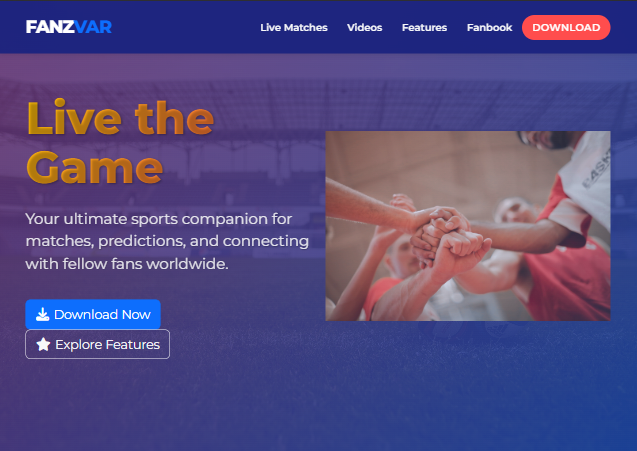 FANZVAR
Live Matches
Videos
Features
Fanbook
DOWNLOAD
Live the
Game
Your ultimate sports companion for
matches, predictions, and connecting
with fellow fans worldwide.
Download Now
Explore Features